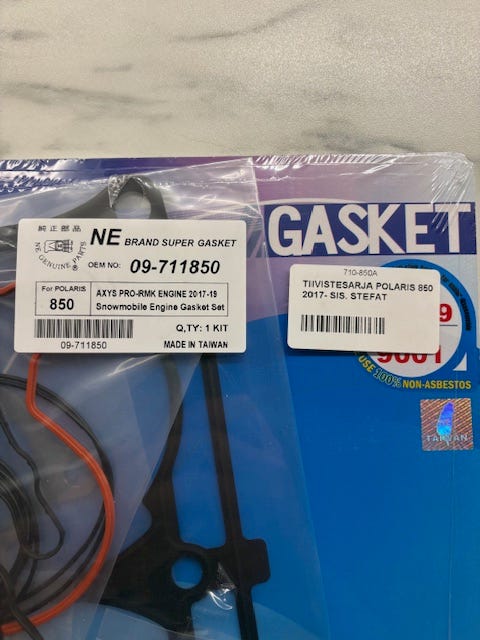 純正部品
NE GENUINE PARTS
®
NE BRAND SUPER GASKET
OEM NO: 09-711850
For POLARIS
850
AXYS PRO-RMK ENGINE 2017-19
Snowmobile Engine Gasket Set
09-711850
Q,TY: 1 KIT
MADE IN TAIWAN
GASKET
710-850A
TIIVISTESARJA POLARIS 850
2017- SIS. STEFAT
9
9001
USE 100% NON-ASBESTOS
TAIWAN